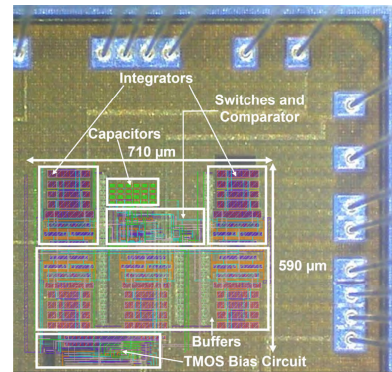 Integrators
Switches and
Comparator
Capacitors
710 µm
590 µm
Buffers
TMOS Bias Circuit